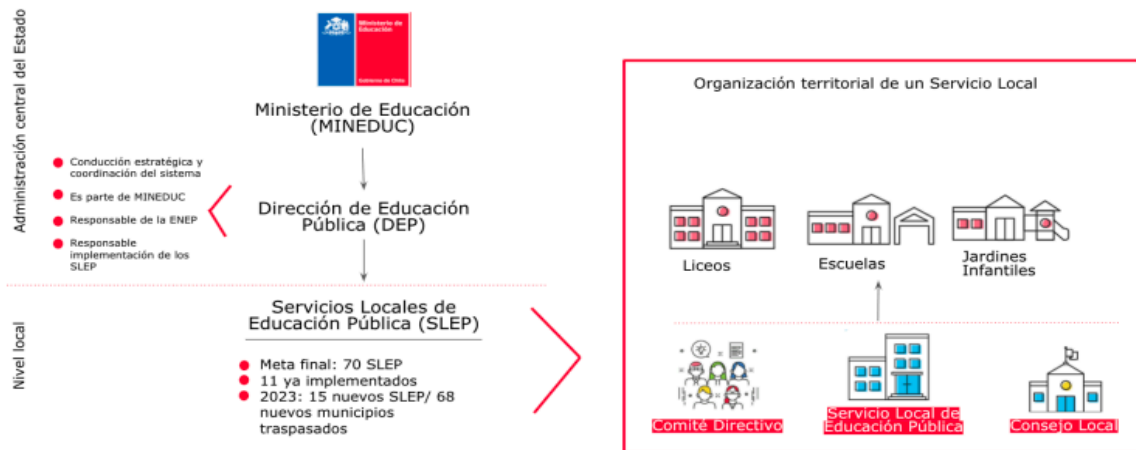 Administración central del Estado
Ministerio de
Educación
Gobierno de Chile
Ministerio de Educación
(MINEDUC)
Conducción estratégica y
coordinación del sistema
Es parte de MINEDUC
Responsable de la ENEP
Responsable
implementación de los
SLEP
Dirección de Educación
Pública (DEP)
Nivel local
Servicios Locales de
Educación Pública (SLEP)
Meta final: 70 SLEP
11 ya implementados
2023: 15 nuevos SLEP/ 68
nuevos municipios
traspasados
Organización territorial de un Servicio Local
Liceos
Escuelas
Jardines
Infantiles
Comité Directivo
Servicio Local de
Educación Pública
Consejo Local